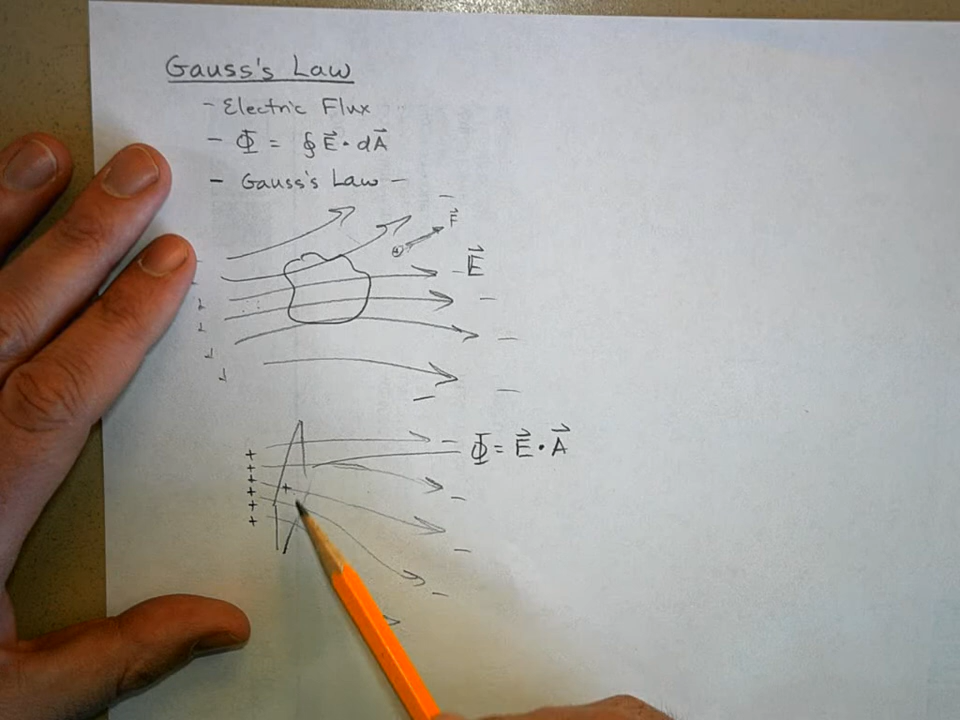 Gauss's Law
- Electric Flux
- Φ = ∮ E⃗ · dA⃗
- Gauss's Law -
F⃗
E⃗
Φ = E⃗ · A⃗